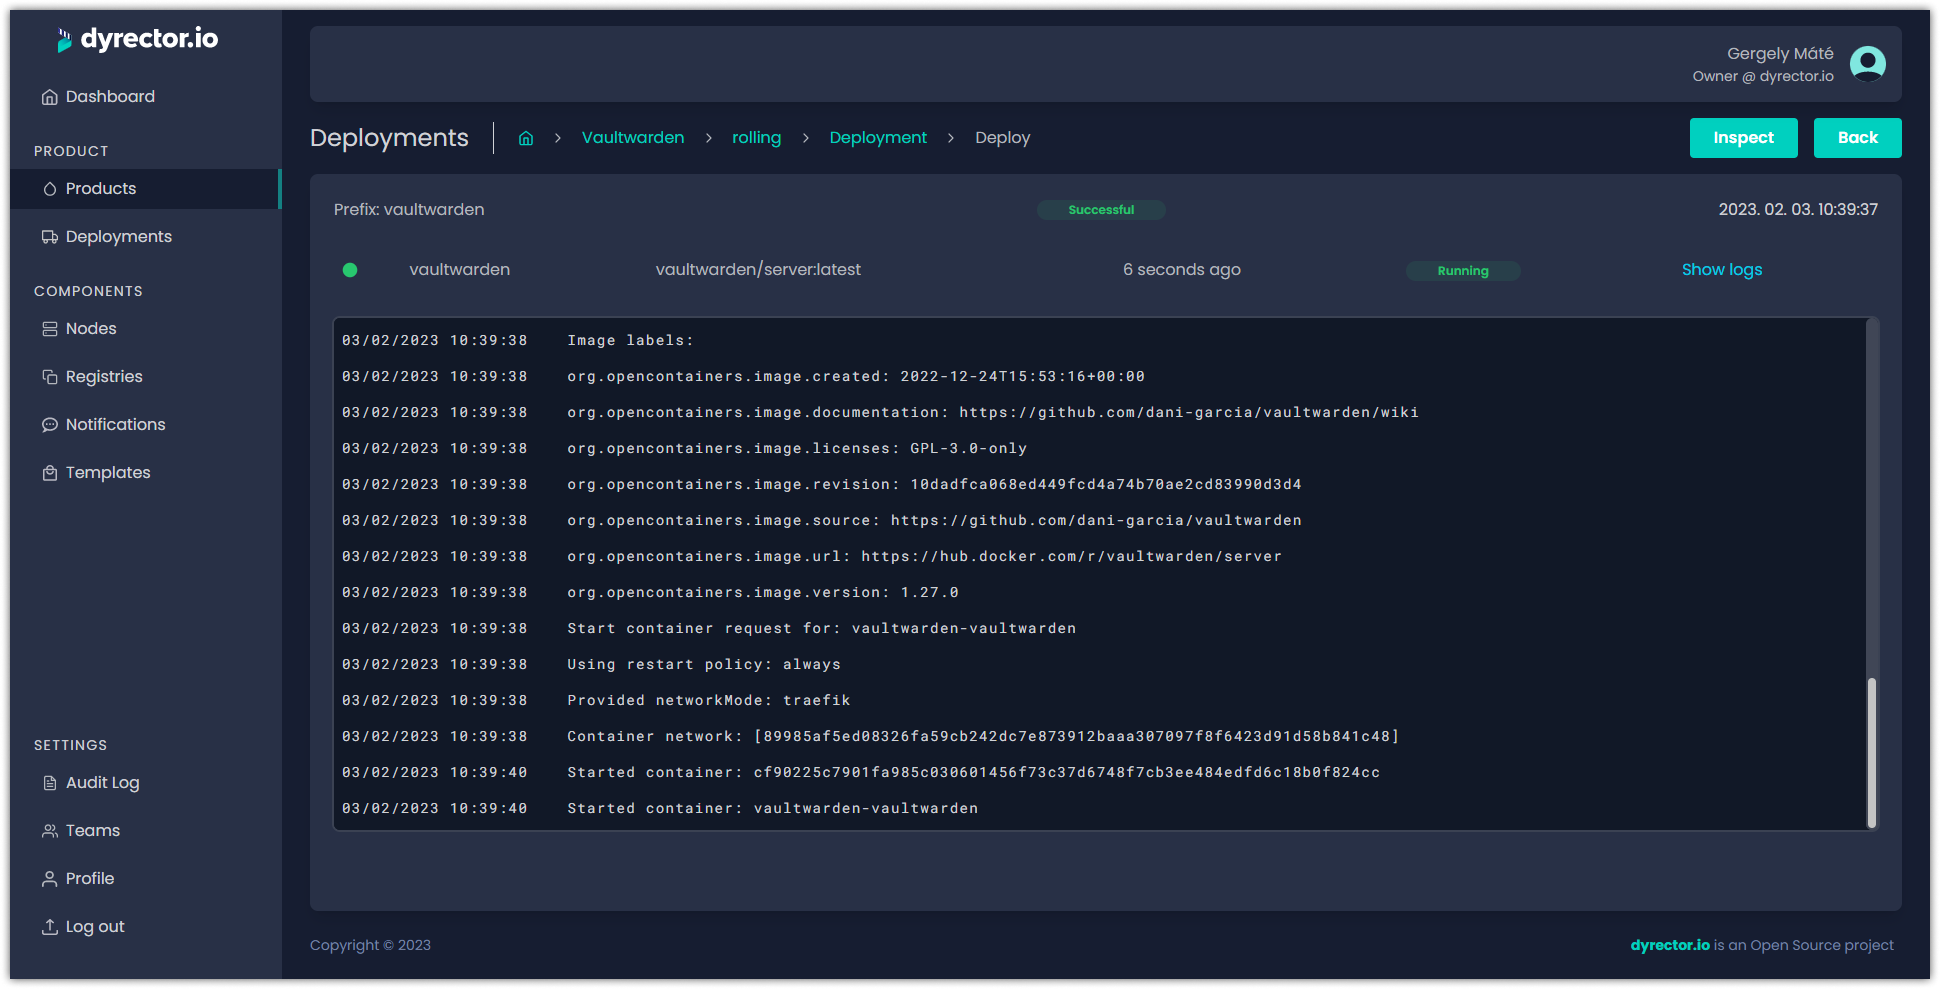 dyrector.io
Dashboard
PRODUCT
Products
Deployments
COMPONENTS
Nodes
Registries
Notifications
Templates
SETTINGS
Audit Log
Teams
Profile
Log out
Gergely Máté
Owner @ dyrector.io
Deployments
Vaultwarden > rolling > Deployment > Deploy
Inspect
Back
Prefix: vaultwarden
Successful
2023. 02. 03. 10:39:37
vaultwarden
vaultwarden/server:latest
6 seconds ago
Running
Show logs
03/02/2023 10:39:38 Image labels:
03/02/2023 10:39:38 org.opencontainers.image.created: 2022-12-24T15:53:16+00:00
03/02/2023 10:39:38 org.opencontainers.image.documentation: https://github.com/dani-garcia/vaultwarden/wiki
03/02/2023 10:39:38 org.opencontainers.image.licenses: GPL-3.0-only
03/02/2023 10:39:38 org.opencontainers.image.revision: 10dadfca068ed449fcd4a74b70ae2cd83990d3d4
03/02/2023 10:39:38 org.opencontainers.image.source: https://github.com/dani-garcia/vaultwarden
03/02/2023 10:39:38 org.opencontainers.image.url: https://hub.docker.com/r/vaultwarden/server
03/02/2023 10:39:38 org.opencontainers.image.version: 1.27.0
03/02/2023 10:39:38 Start container request for: vaultwarden-vaultwarden
03/02/2023 10:39:38 Using restart policy: always
03/02/2023 10:39:38 Provided networkMode: traefik
03/02/2023 10:39:38 Container network: [89985af5ed08326fa59cb242dc7e873912baaa307097f8f6423d91d58b841c48]
03/02/2023 10:39:40 Started container: cf90225c7901fa985c030601456f73c37d6748f7cb3ee484edfd6c18b0f824cc
03/02/2023 10:39:40 Started container: vaultwarden-vaultwarden
Copyright © 2023
dyrector.io is an Open Source project